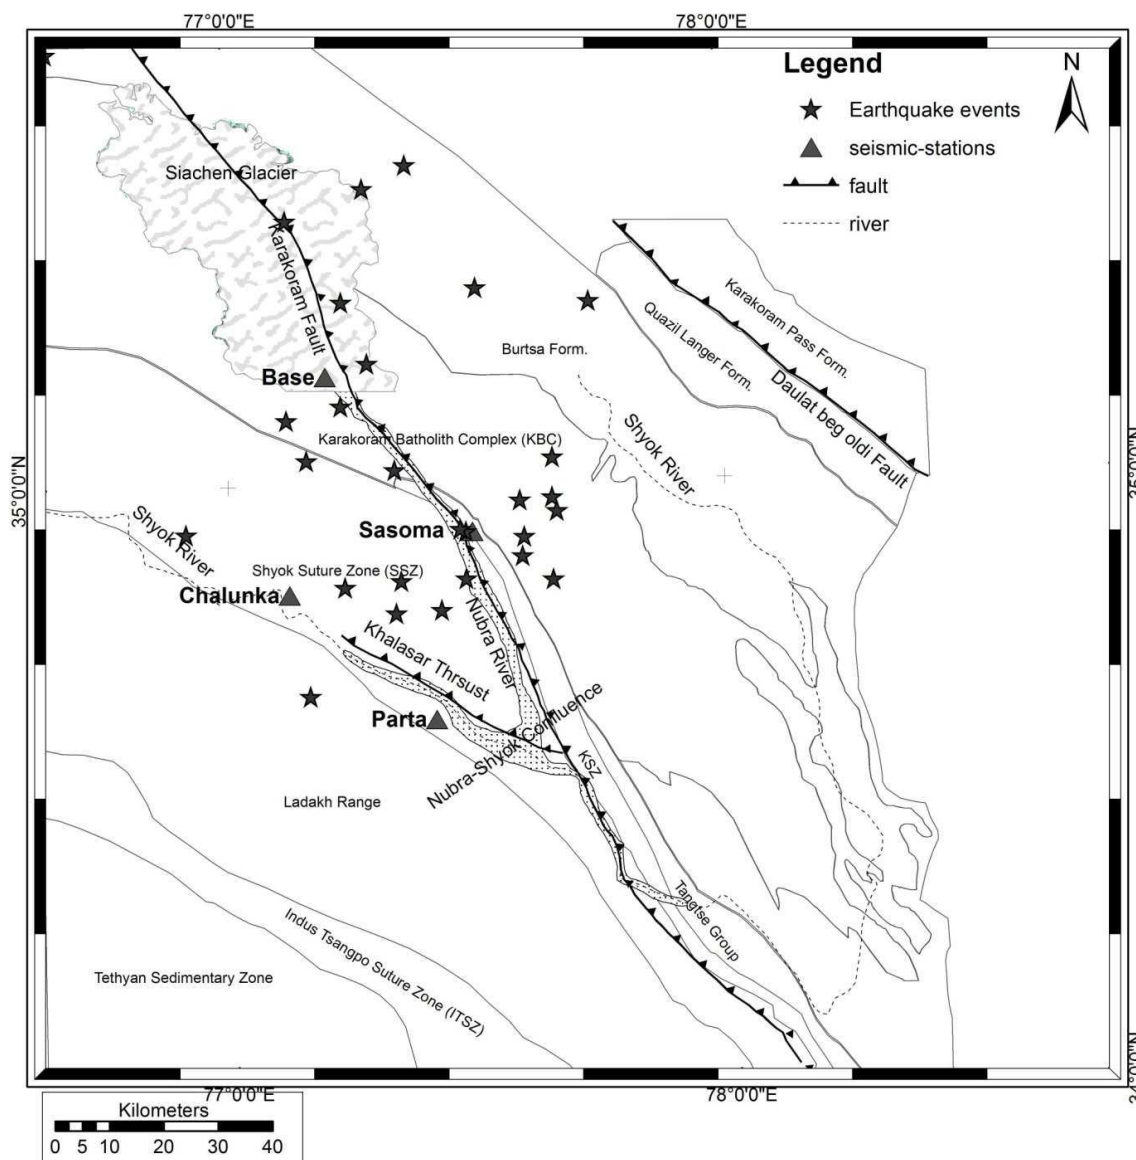 77°0'0"E
78°0'0"E
Legend
N
Earthquake events
seismic-stations
fault
river
Siachen Glacier
Karakoram Fault
Karakoram Pass Form.
Quazil Langer Form.
Daulat beg oldi Fault
Burtsa Form.
Base
Karakoram Batholith Complex (KBC)
Shyok River
35°0'0"N
35°0'0"N
Shyok River
Sasoma
Shyok Suture Zone (SSZ)
Chalunka
Nubra River
Khalasar Thrsust
Parta
Nubra-Shyok Confluence
KSZ
Ladakh Range
Tangtse Group
Indus Tsangpo Suture Zone (ITSZ)
Tethyan Sedimentary Zone
34°0'0"N
77°0'0"E
78°0'0"E
Kilometers
0 5 10 20 30 40